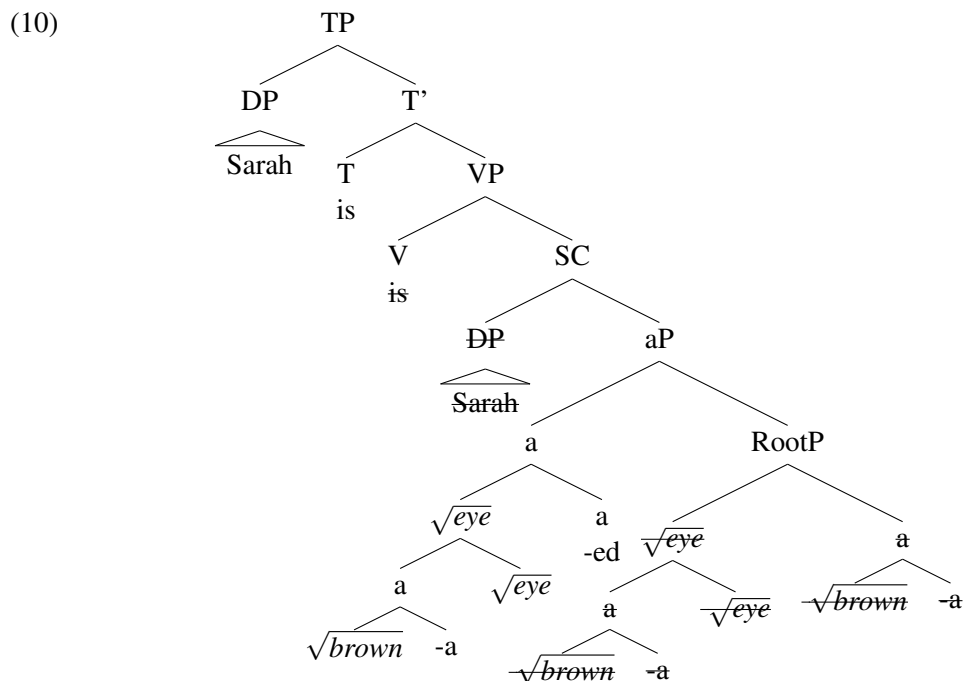 (10) TP
DP T'
Sarah T VP
is
V SC
is
DP aP
Sarah
a RootP
√eye a √eye a
-ed
a √eye a √eye √brown -a
√brown -a √brown -a